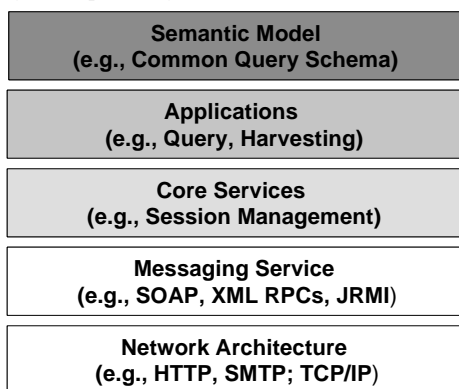 Semantic Model
(e.g., Common Query Schema)
Applications
(e.g., Query, Harvesting)
Core Services
(e.g., Session Management)
Messaging Service
(e.g., SOAP, XML RPCs, JRMI)
Network Architecture
(e.g., HTTP, SMTP; TCP/IP)